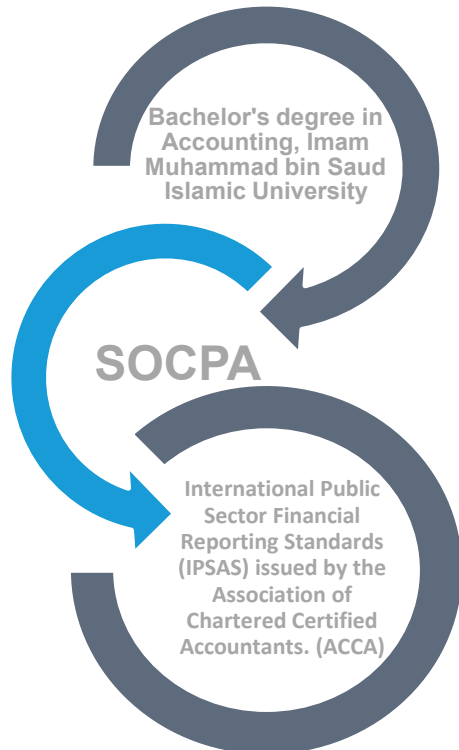 Bachelor's degree in
Accounting, Imam
Muhammad bin Saud
Islamic University
SOCPA
International Public
Sector Financial
Reporting Standards
(IPSAS) issued by the
Association of
Chartered Certified
Accountants. (ACCA)